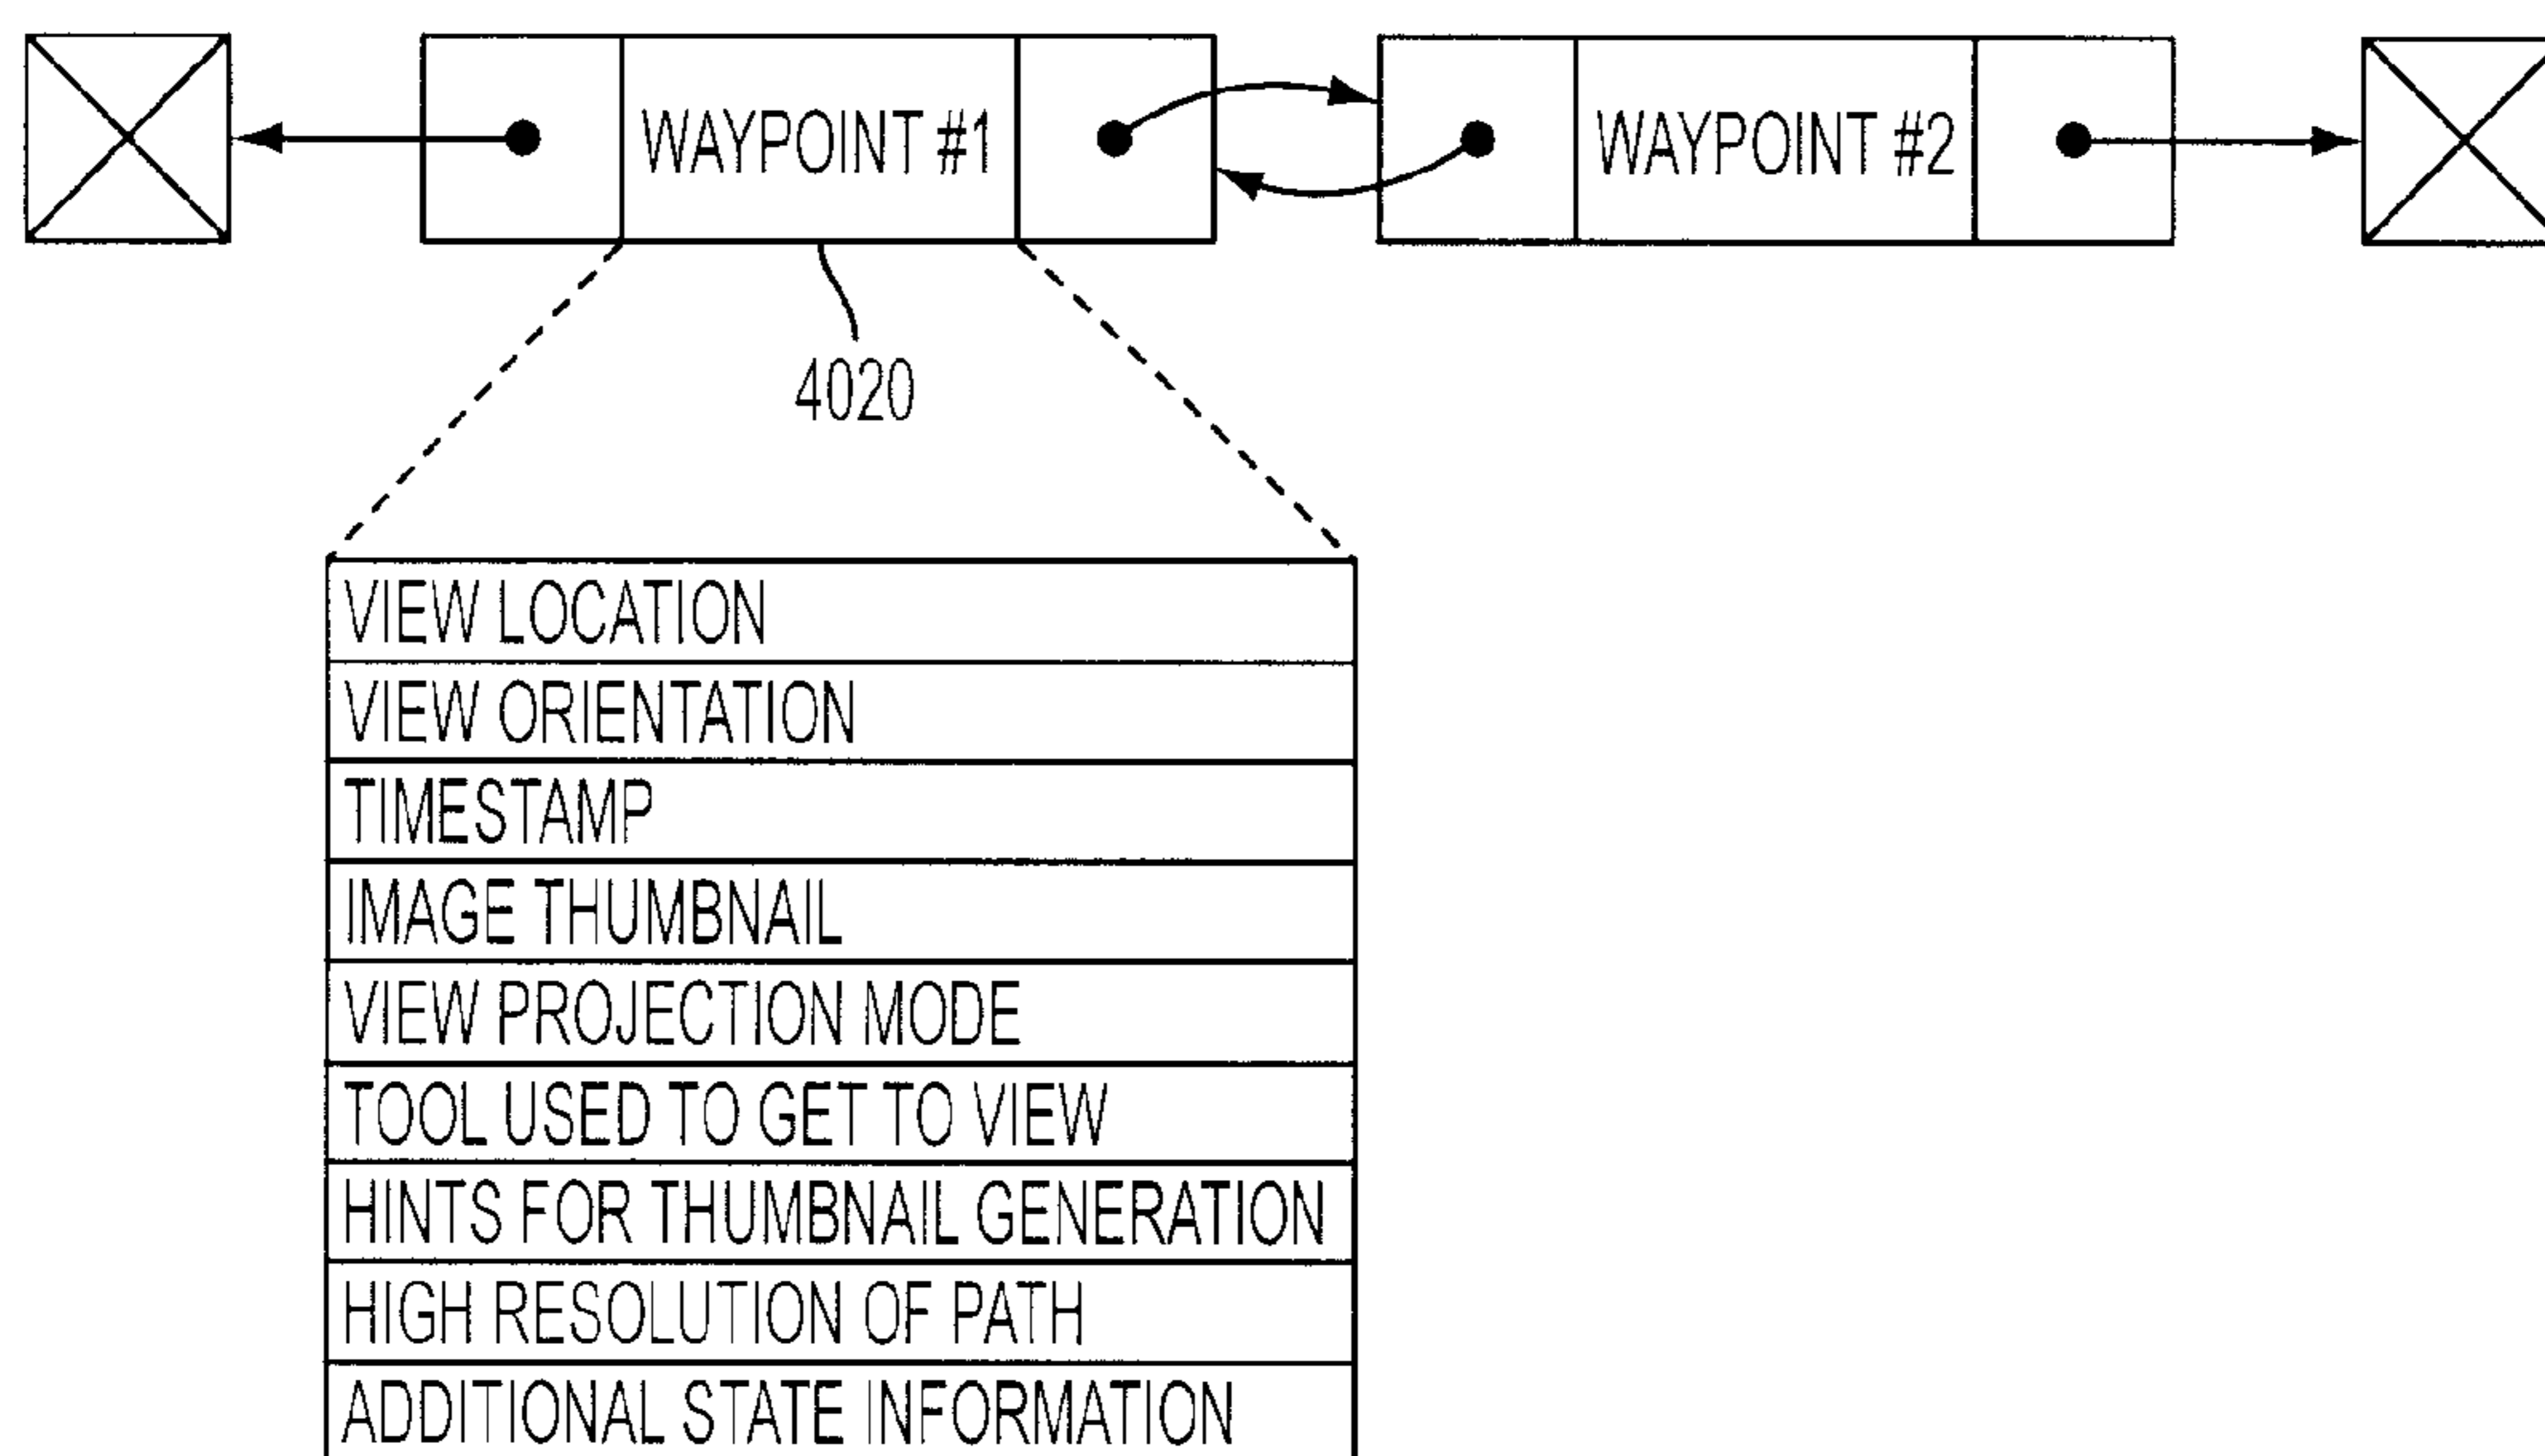 WAYPOINT #1 WAYPOINT #2
4020
VIEW LOCATION
VIEW ORIENTATION
TIMESTAMP
IMAGE THUMBNAIL
VIEW PROJECTION MODE
TOOL USED TO GET TO VIEW
HINTS FOR THUMBNAIL GENERATION
HIGH RESOLUTION OF PATH
ADDITIONAL STATE INFORMATION